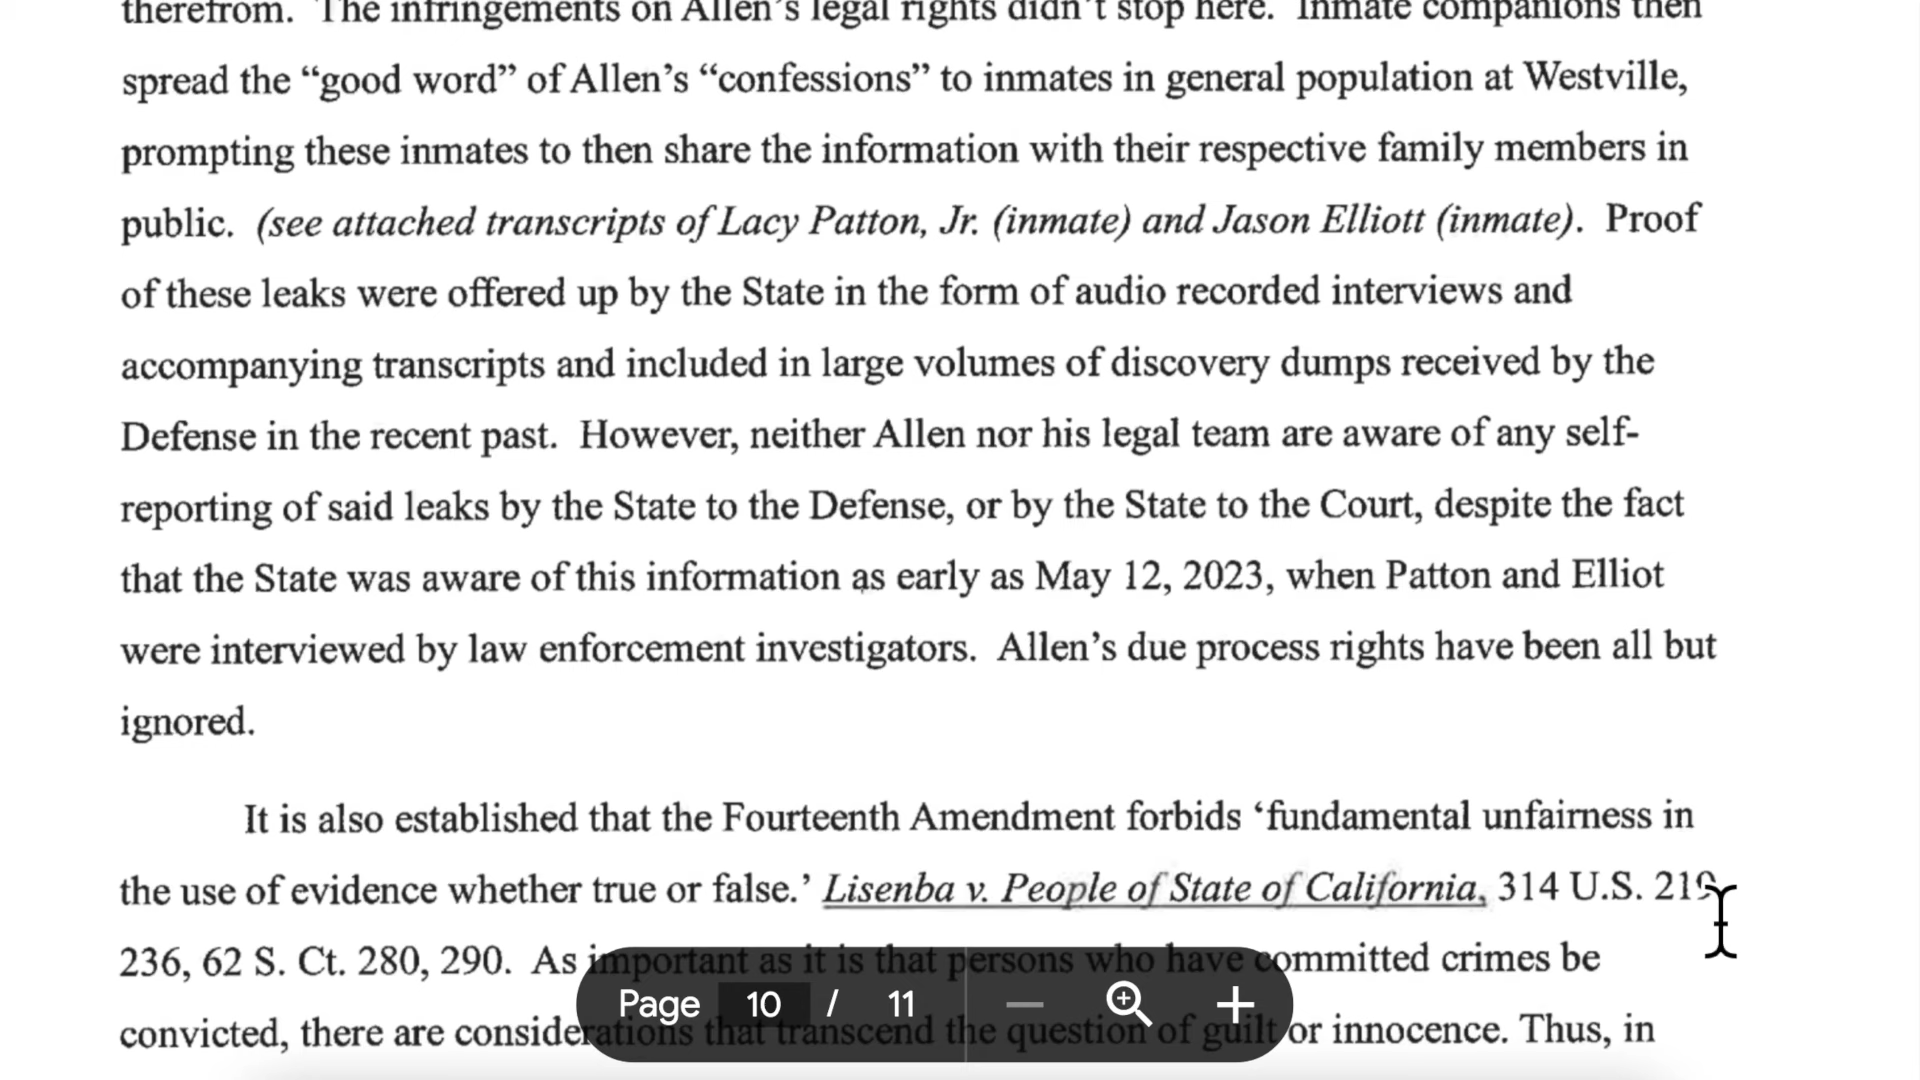 therefrom. The infringements on Allen's legal rights didn't stop here. Inmate companions then
spread the “good word” of Allen’s “confessions” to inmates in general population at Westville,
prompting these inmates to then share the information with their respective family members in
public. (see attached transcripts of Lacy Patton, Jr. (inmate) and Jason Elliott (inmate). Proof
of these leaks were offered up by the State in the form of audio recorded interviews and
accompanying transcripts and included in large volumes of discovery dumps received by the
Defense in the recent past. However, neither Allen nor his legal team are aware of any self-
reporting of said leaks by the State to the Defense, or by the State to the Court, despite the fact
that the State was aware of this information as early as May 12, 2023, when Patton and Elliot
were interviewed by law enforcement investigators. Allen’s due process rights have been all but
ignored.
It is also established that the Fourteenth Amendment forbids ‘fundamental unfairness in
the use of evidence whether true or false.’ Lisenba v. People of State of California, 314 U.S. 219
236, 62 S. Ct. 280, 290. As important as it is that persons who have committed crimes be
convicted, there are considerations that transcend the question of guilt or innocence. Thus, in
Page 10 / 11